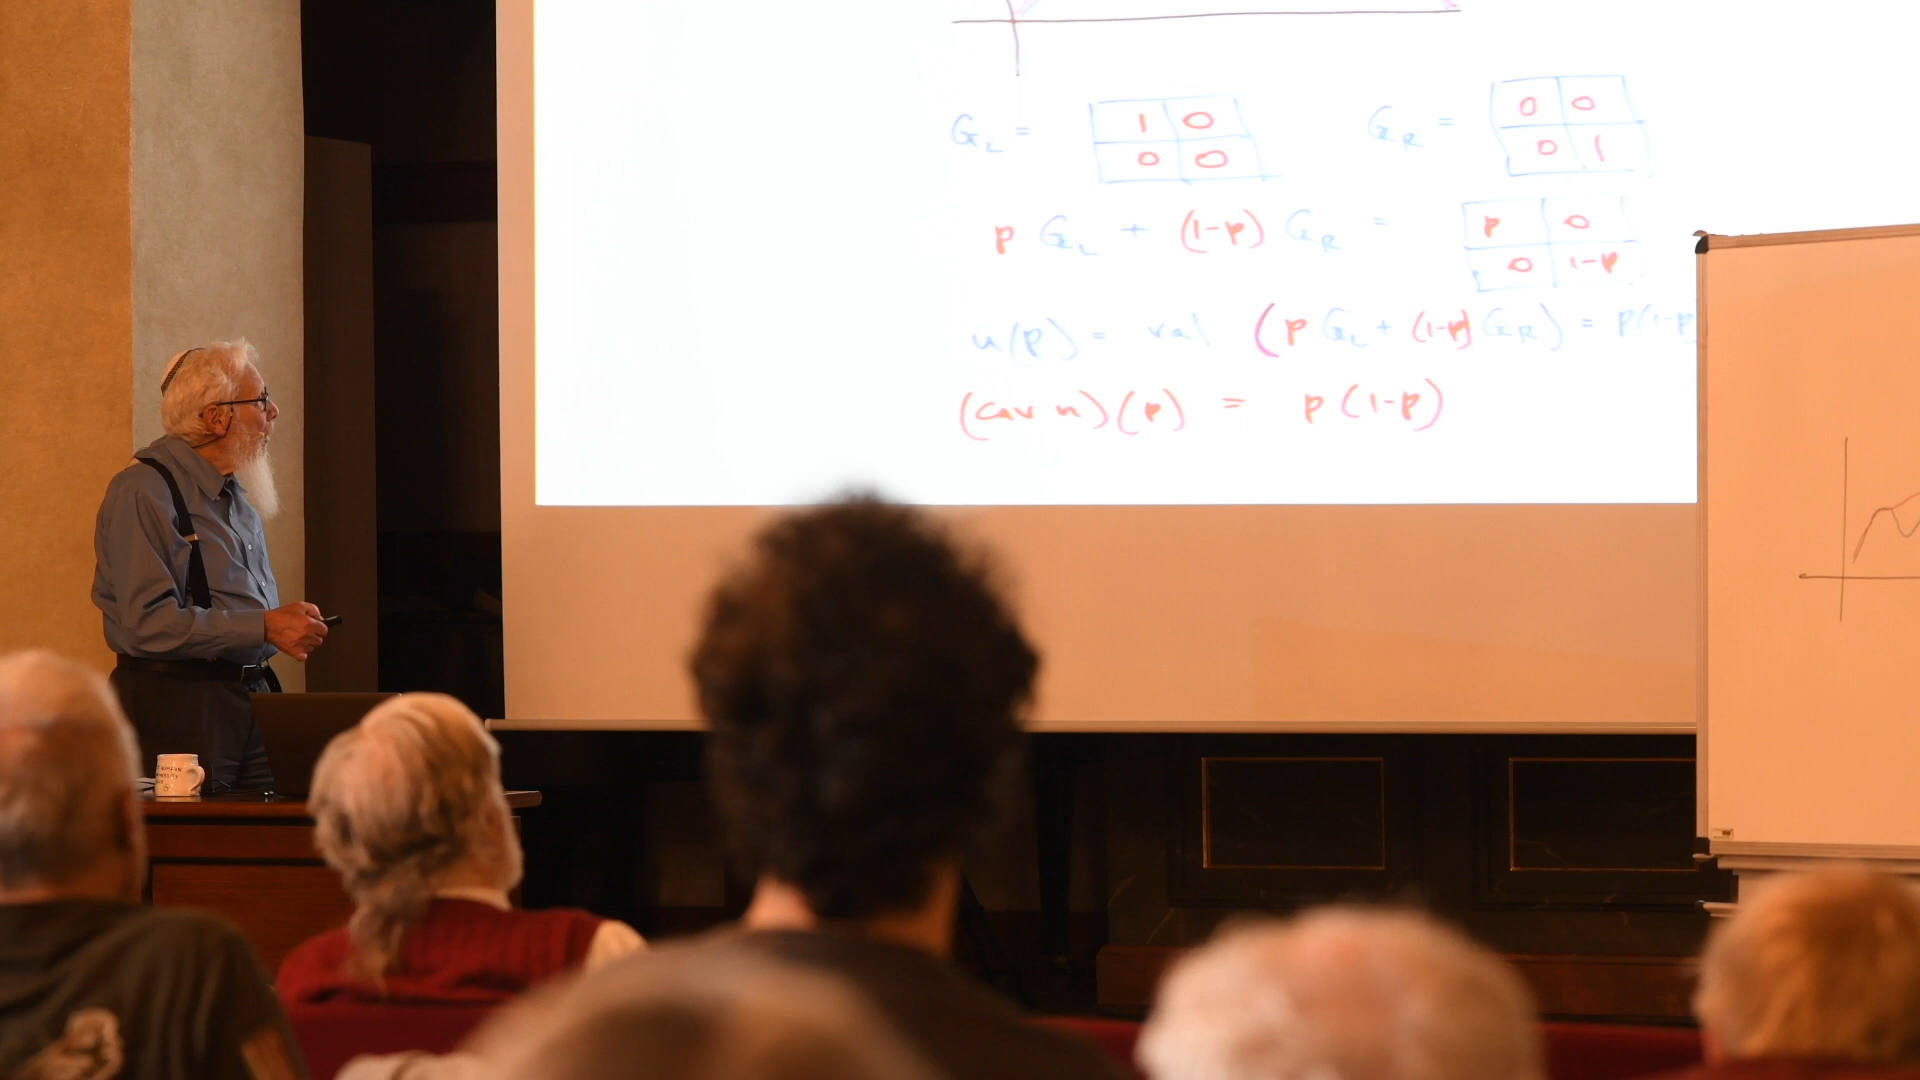 G_L = 1 0 G_R = 0 0
0 0 0 1
p G_L + (1-p) G_R = p 0
0 1-p
u(p) = val (p G_L + (1-p) G_R) = p(1-p
(cav u)(p) = p(1-p)